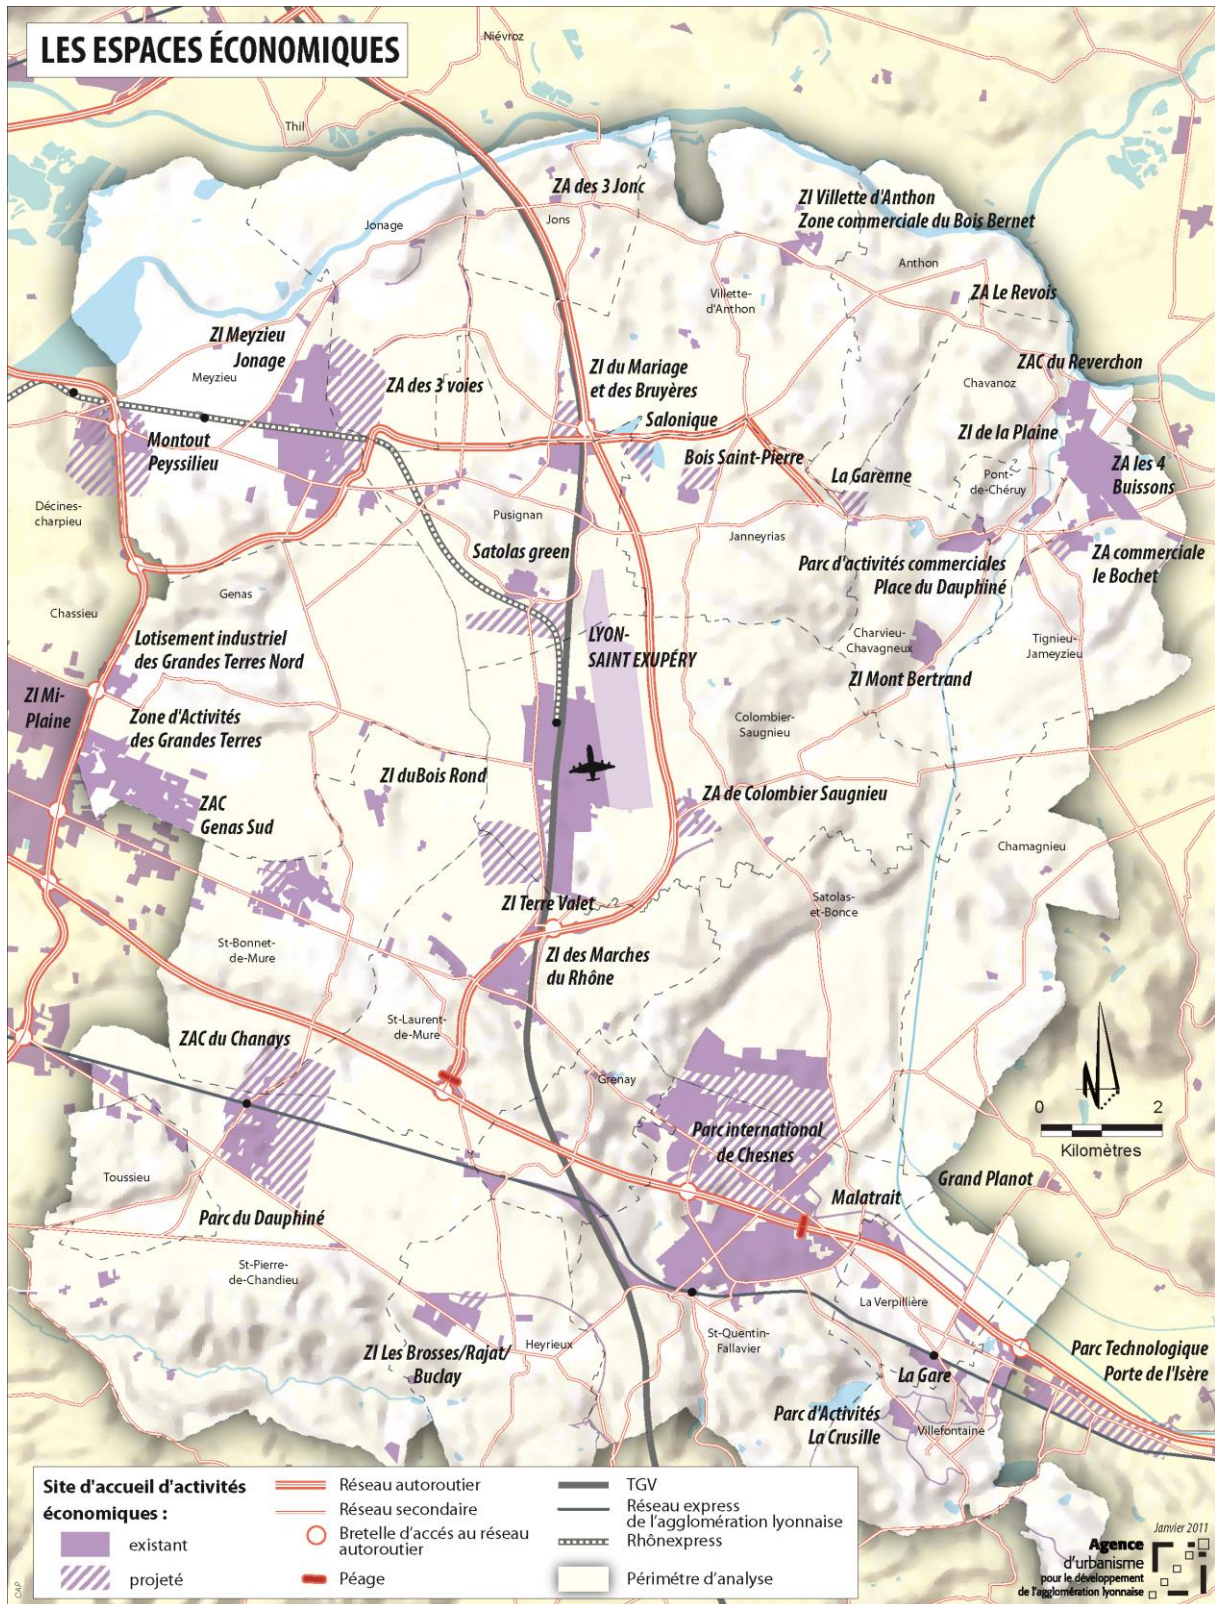 LES ESPACES ÉCONOMIQUES
Niévroz
Thil
ZA des 3 Jonc
Jons
Jonage
ZI Villette d'Anthon
Zone commerciale du Bois Bernet
Anthon
Villette-
d'Anthon
ZA Le Revois
ZI Meyzieu
Jonage
Meyzieu
ZA des 3 voies
ZI du Mariage
et des Bruyères
ZAC du Reverchon
Chavanoz
Salonique
Montout
Peyssilieu
Bois Saint-Pierre
ZI de la Plaine
La Garenne
Pont-
de-Chéruy
ZA les 4
Buissons
Décines-
charpieu
Pusignan
Janneyrias
Satolas green
Parc d'activités commerciales
Place du Dauphiné
ZA commerciale
le Bochet
Genas
Chassieu
Lotisement industriel
des Grandes Terres Nord
LYON-
SAINT EXUPÉRY
Charvieu-
Chavagneux
Tignieu-
Jameyzieu
ZI Mont Bertrand
ZI Mi-
Plaine
Zone d'Activités
des Grandes Terres
Colombier-
Saugnieu
ZI duBois Rond
ZA de Colombier Saugnieu
ZAC
Genas Sud
Chamagnieu
ZI Terre Valet
Satolas-
et-Bonce
St-Bonnet-
de-Mure
ZI des Marches
du Rhône
St-Laurent-
de-Mure
ZAC du Chanays
Grenay
N
0 2
Kilomètres
Parc international
de Chesnes
Toussieu
Grand Planot
Malatrait
Parc du Dauphiné
St-Pierre-
de-Chandieu
La Verpillière
St-Quentin-
Fallavier
Heyrieux
ZI Les Brosses/Rajat/
Buclay
La Gare
Parc Technologique
Porte de l'Isère
Parc d'Activités
La Crusille
Villefontaine
Site d'accueil d'activités
économiques :
existant
projeté
Réseau autoroutier
Réseau secondaire
Bretelle d'accés au réseau
autoroutier
Péage
TGV
Réseau express
de l'agglomération lyonnaise
Rhônexpress
Périmétre d'analyse
Janvier 2011
Agence
d'urbanisme
pour le développement
de l'agglomération lyonnaise
CAP